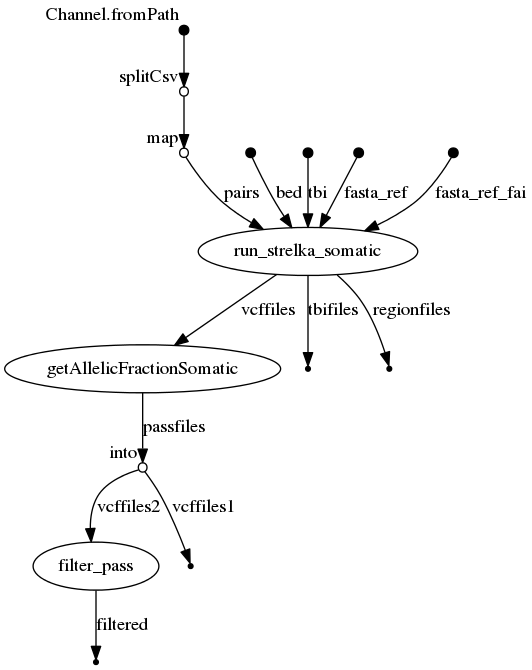 Channel.fromPath
splitCsv
map
pairs
bed
tbi
fasta_ref
fasta_ref_fai
run_strelka_somatic
vcffiles
tbifiles
regionfiles
getAllelicFractionSomatic
passfiles
into
vcffiles2
vcffiles1
filter_pass
filtered